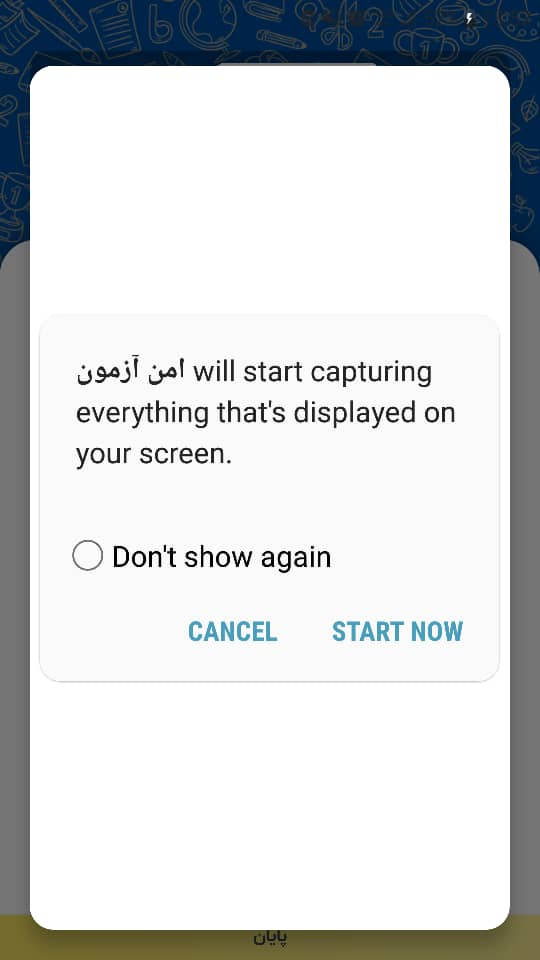 امن آزمون will start capturing
everything that's displayed on
your screen.
Don't show again
CANCEL START NOW
پایان